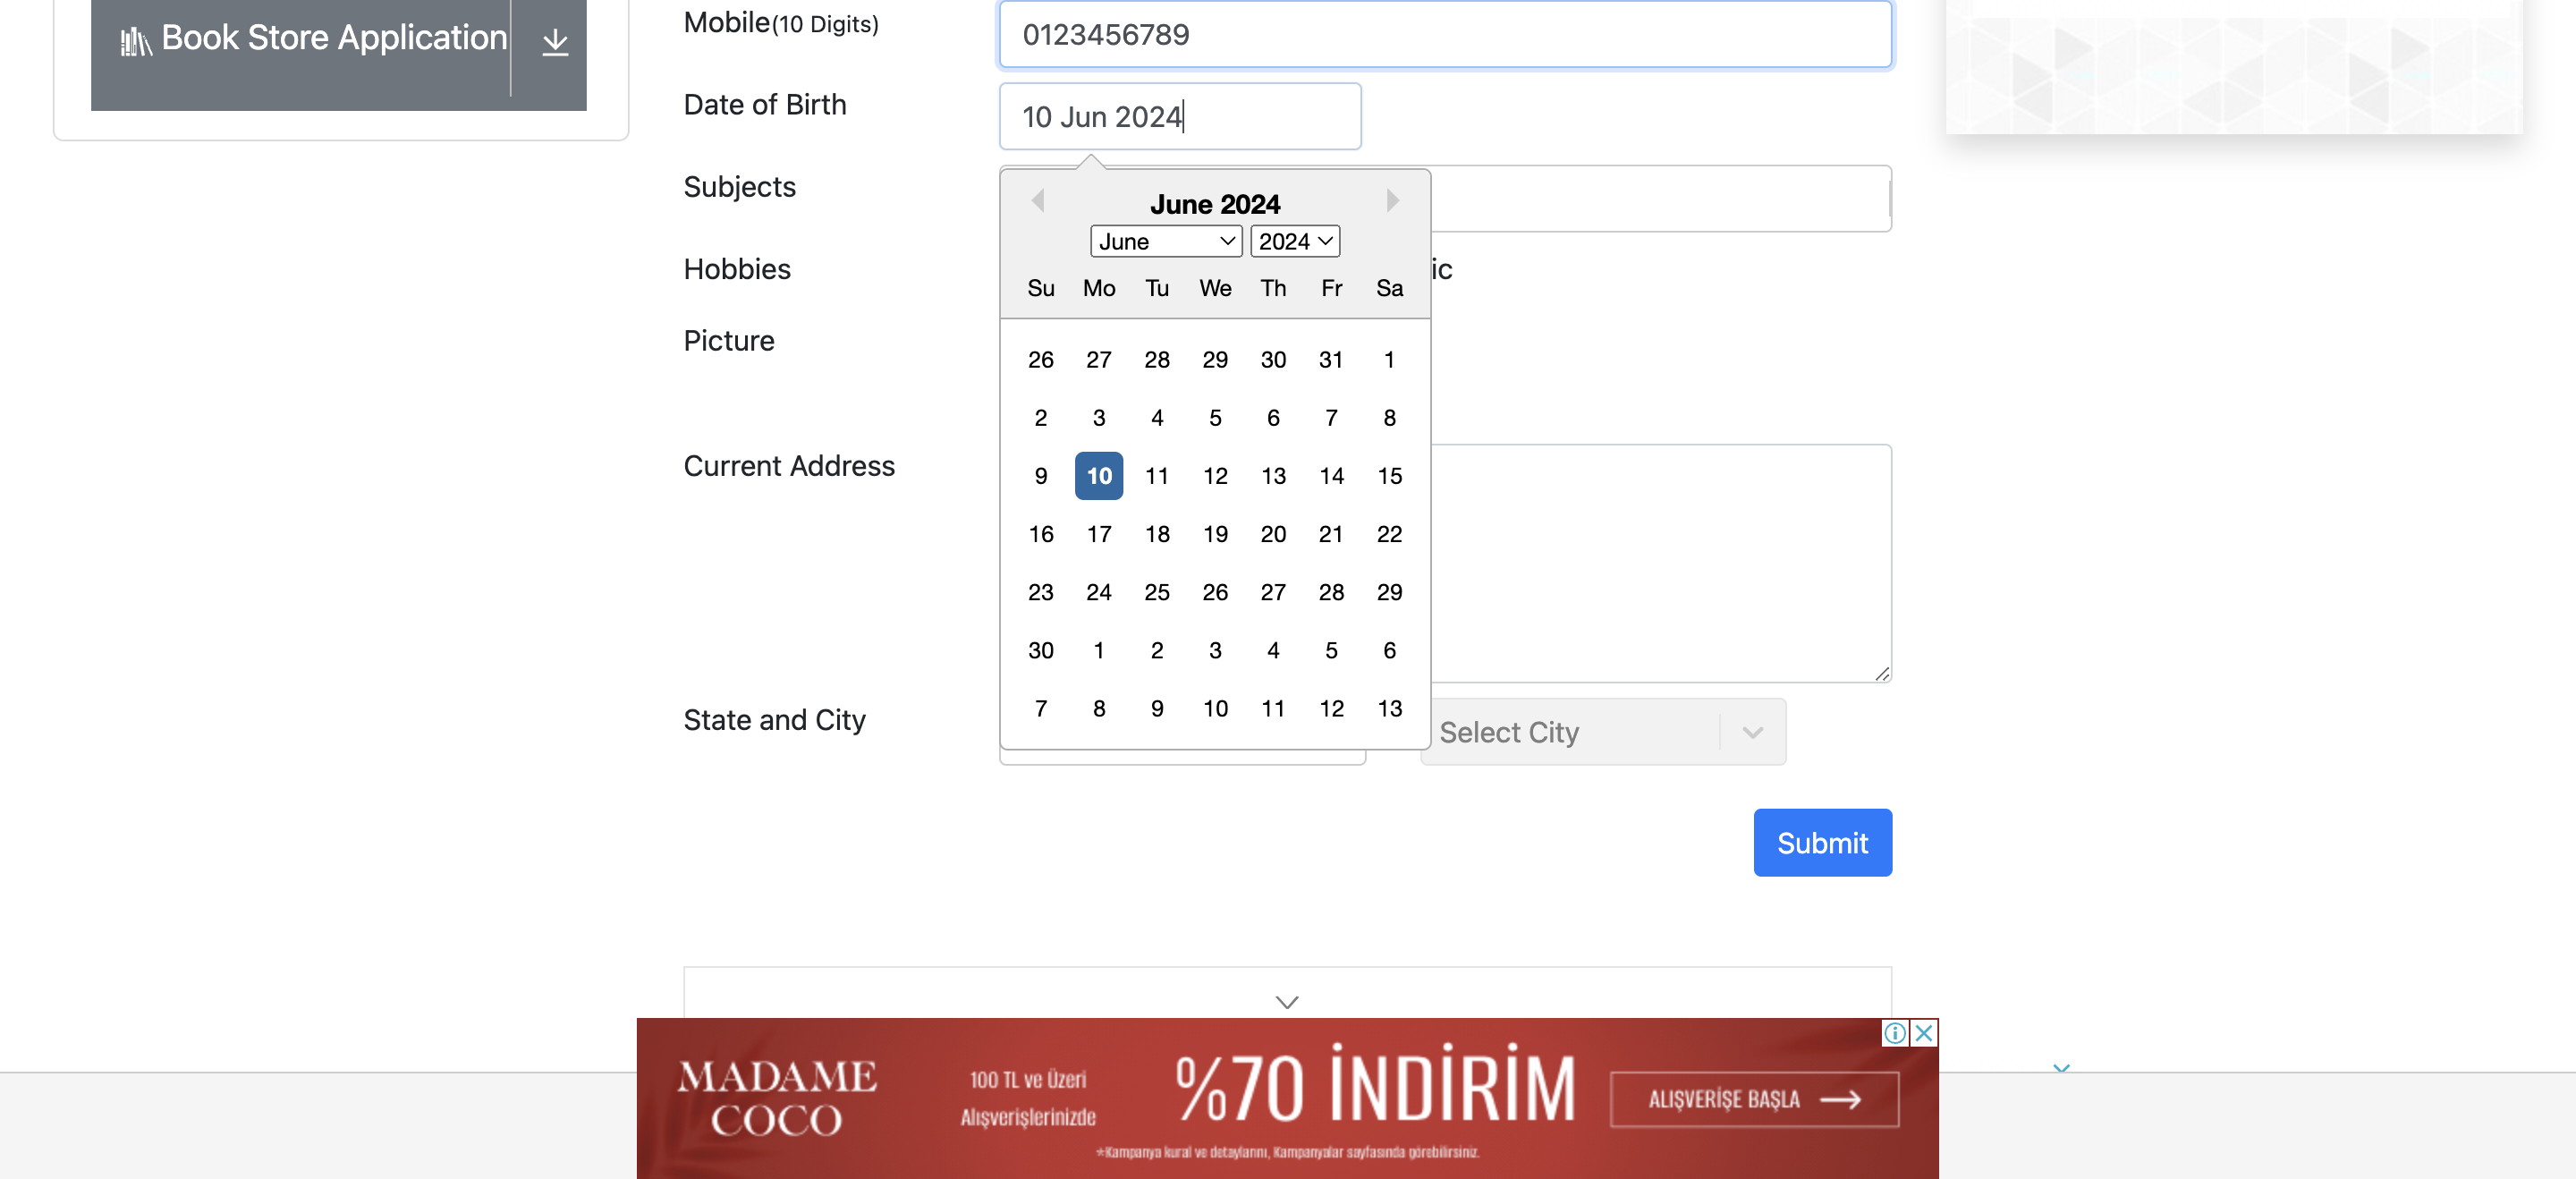 Book Store Application
Mobile(10 Digits)
0123456789
Date of Birth
10 Jun 2024
Subjects
June 2024
June
2024
Su Mo Tu We Th Fr Sa
26 27 28 29 30 31 1
2 3 4 5 6 7 8
9 10 11 12 13 14 15
16 17 18 19 20 21 22
23 24 25 26 27 28 29
30 1 2 3 4 5 6
7 8 9 10 11 12 13
Hobbies
ic
Picture
Current Address
State and City
Select City
Submit
MADAME
COCO
100 TL ve Üzeri
Alışverişlerinizde
%70 İNDİRİM
ALIŞVERİŞE BAŞLA
*Kampanya kural ve detaylarını, Kampanyalar sayfasında görebilirsiniz.